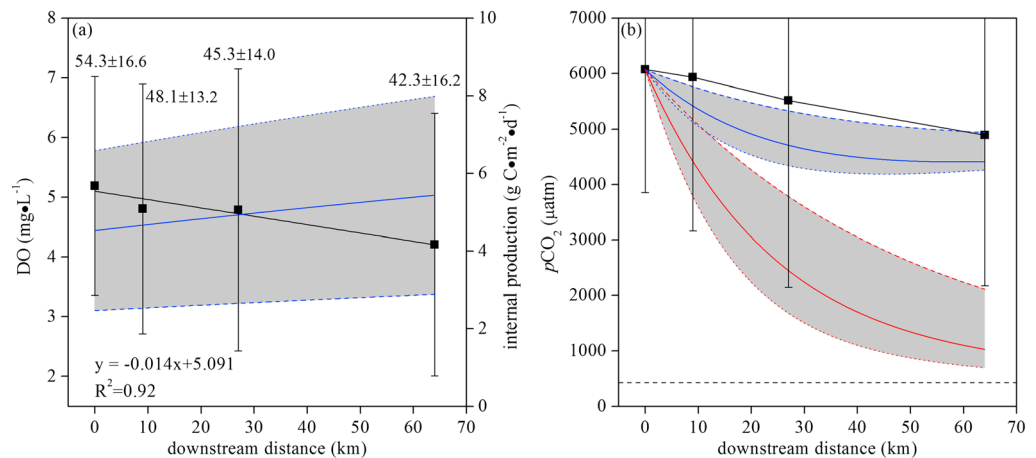 (a)
54.3±16.6
48.1±13.2
45.3±14.0
42.3±16.2
y = -0.014x+5.091
R²=0.92
8
7
6
5
4
3
2
DO (mg•L⁻¹)
10
8
6
4
2
0
internal production (g C•m⁻²•d⁻¹)
0 10 20 30 40 50 60 70
downstream distance (km)
(b)
7000
6000
5000
4000
3000
2000
1000
0
pCO₂ (μatm)
0 10 20 30 40 50 60 70
downstream distance (km)